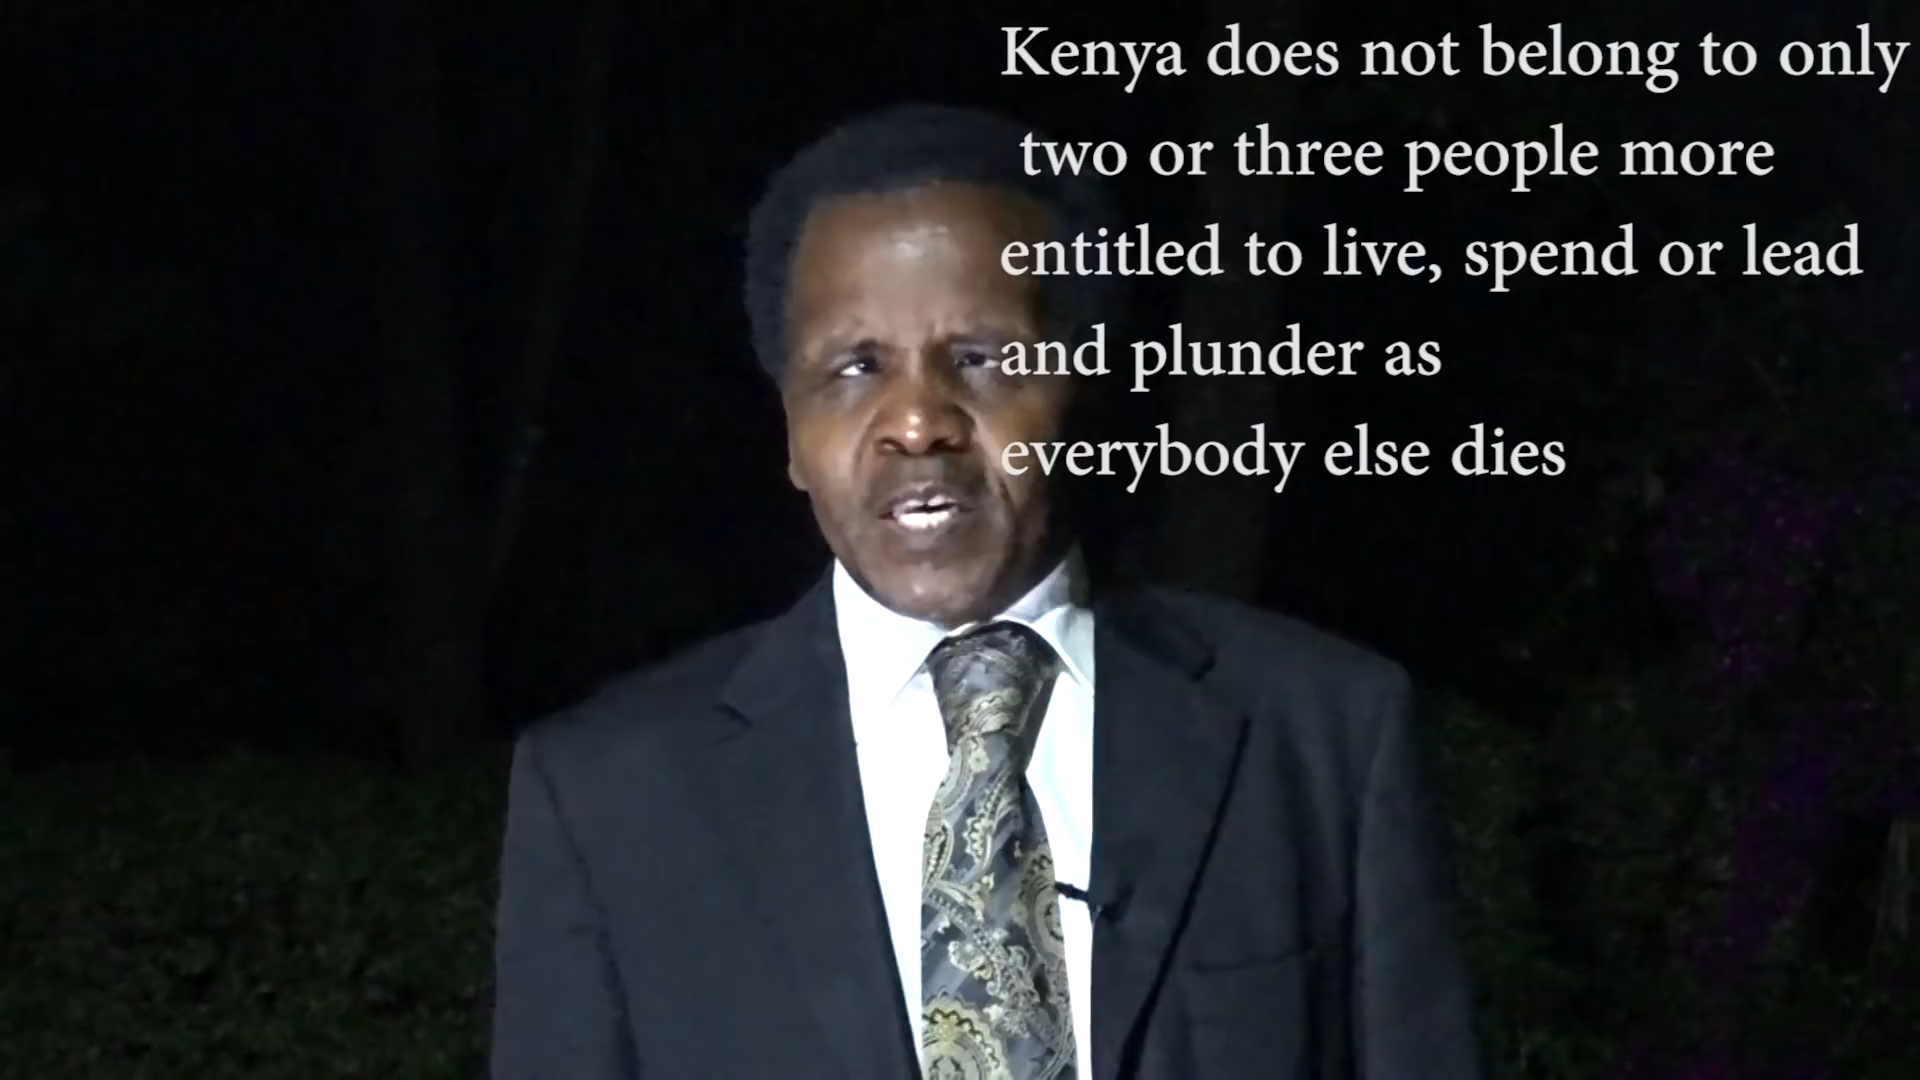 Kenya does not belong to only
two or three people more
entitled to live, spend or lead
and plunder as
everybody else dies